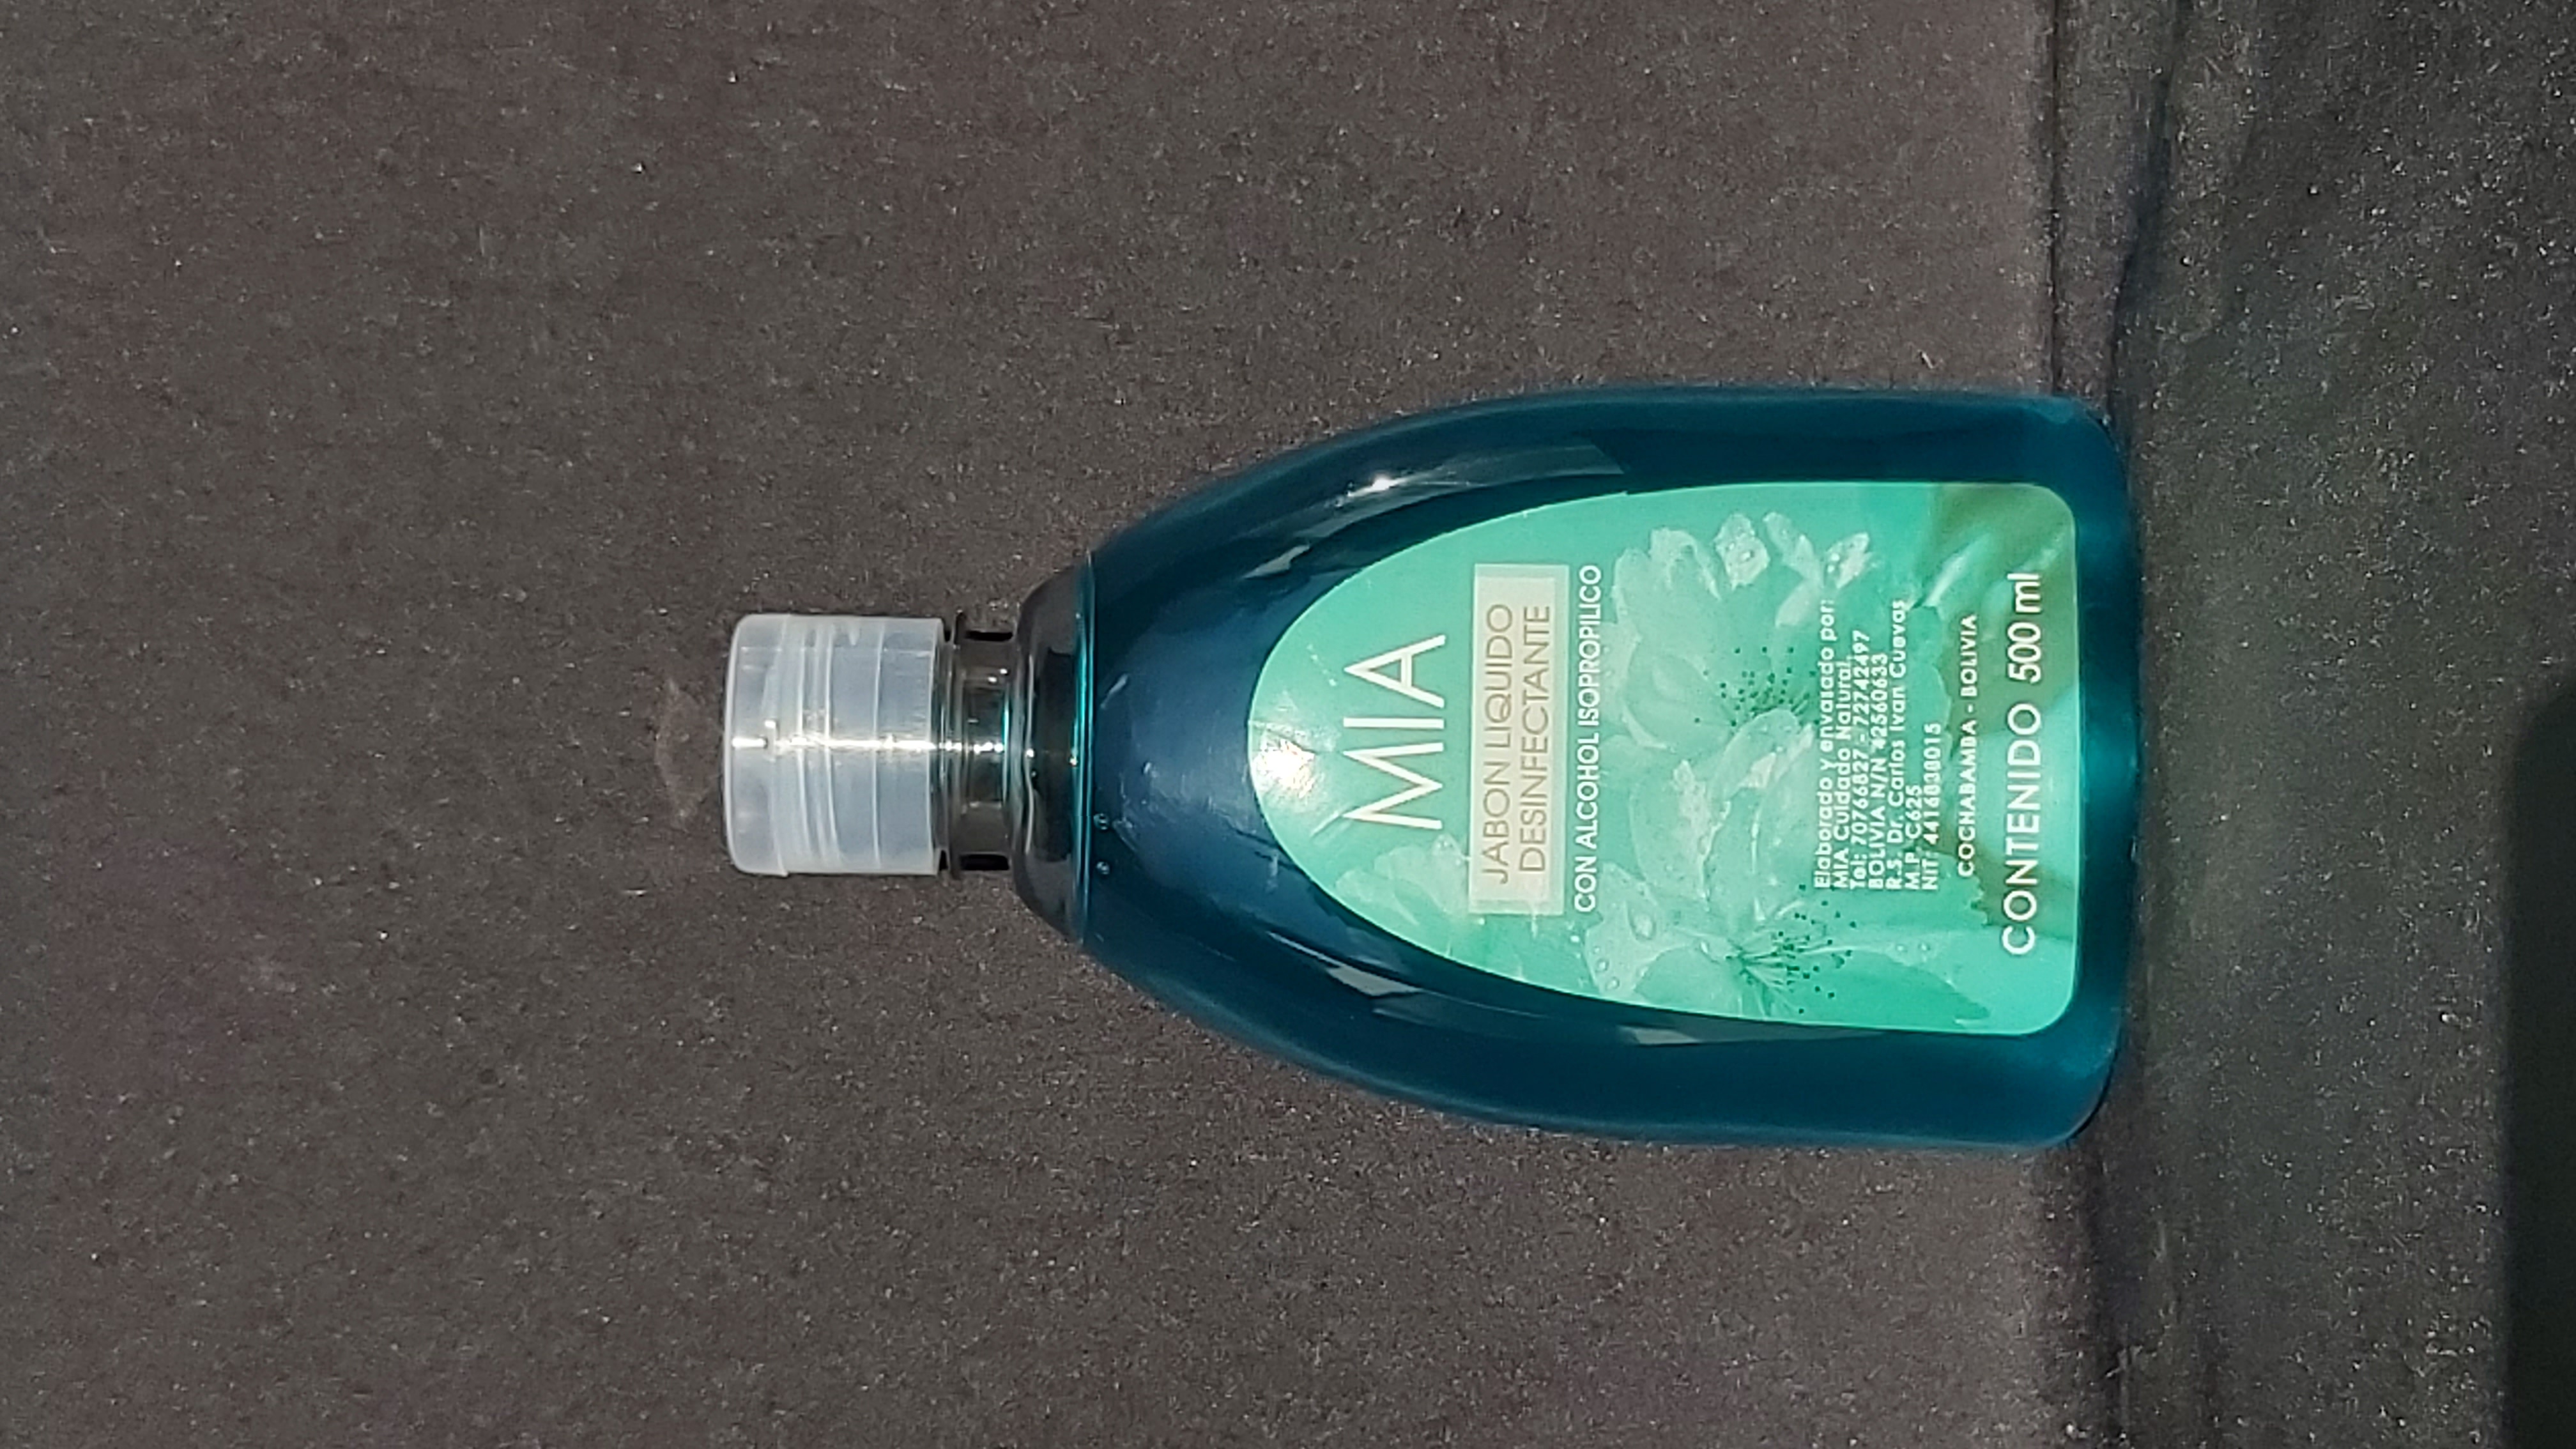 MIA
JABON LIQUIDO
DESINFECTANTE
CON ALCOHOL ISOPROPILICO
Elaborado y envasado por:
MIA Cuidado Natural.
Tel: 70766827 - 72742497
BOLIVIA N/N 42560633
R.S. Dr. Carlos Ivan Cuevas
M.P. C625
NIT: 4416838015
COCHABAMBA - BOLIVIA
CONTENIDO 500 ml